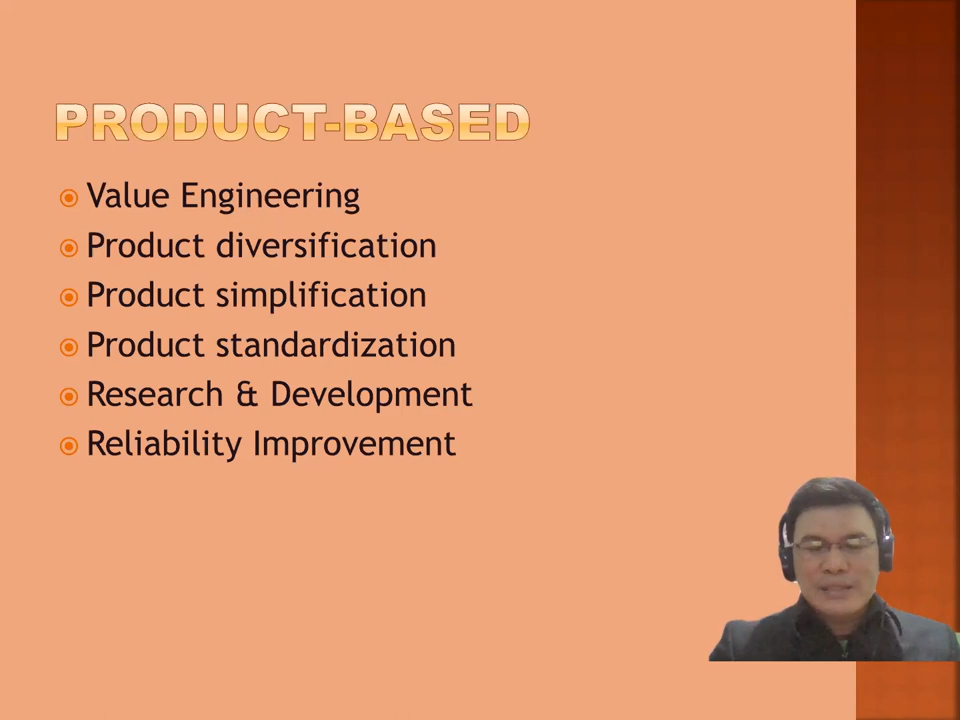 PRODUCT-BASED
Value Engineering
Product diversification
Product simplification
Product standardization
Research & Development
Reliability Improvement